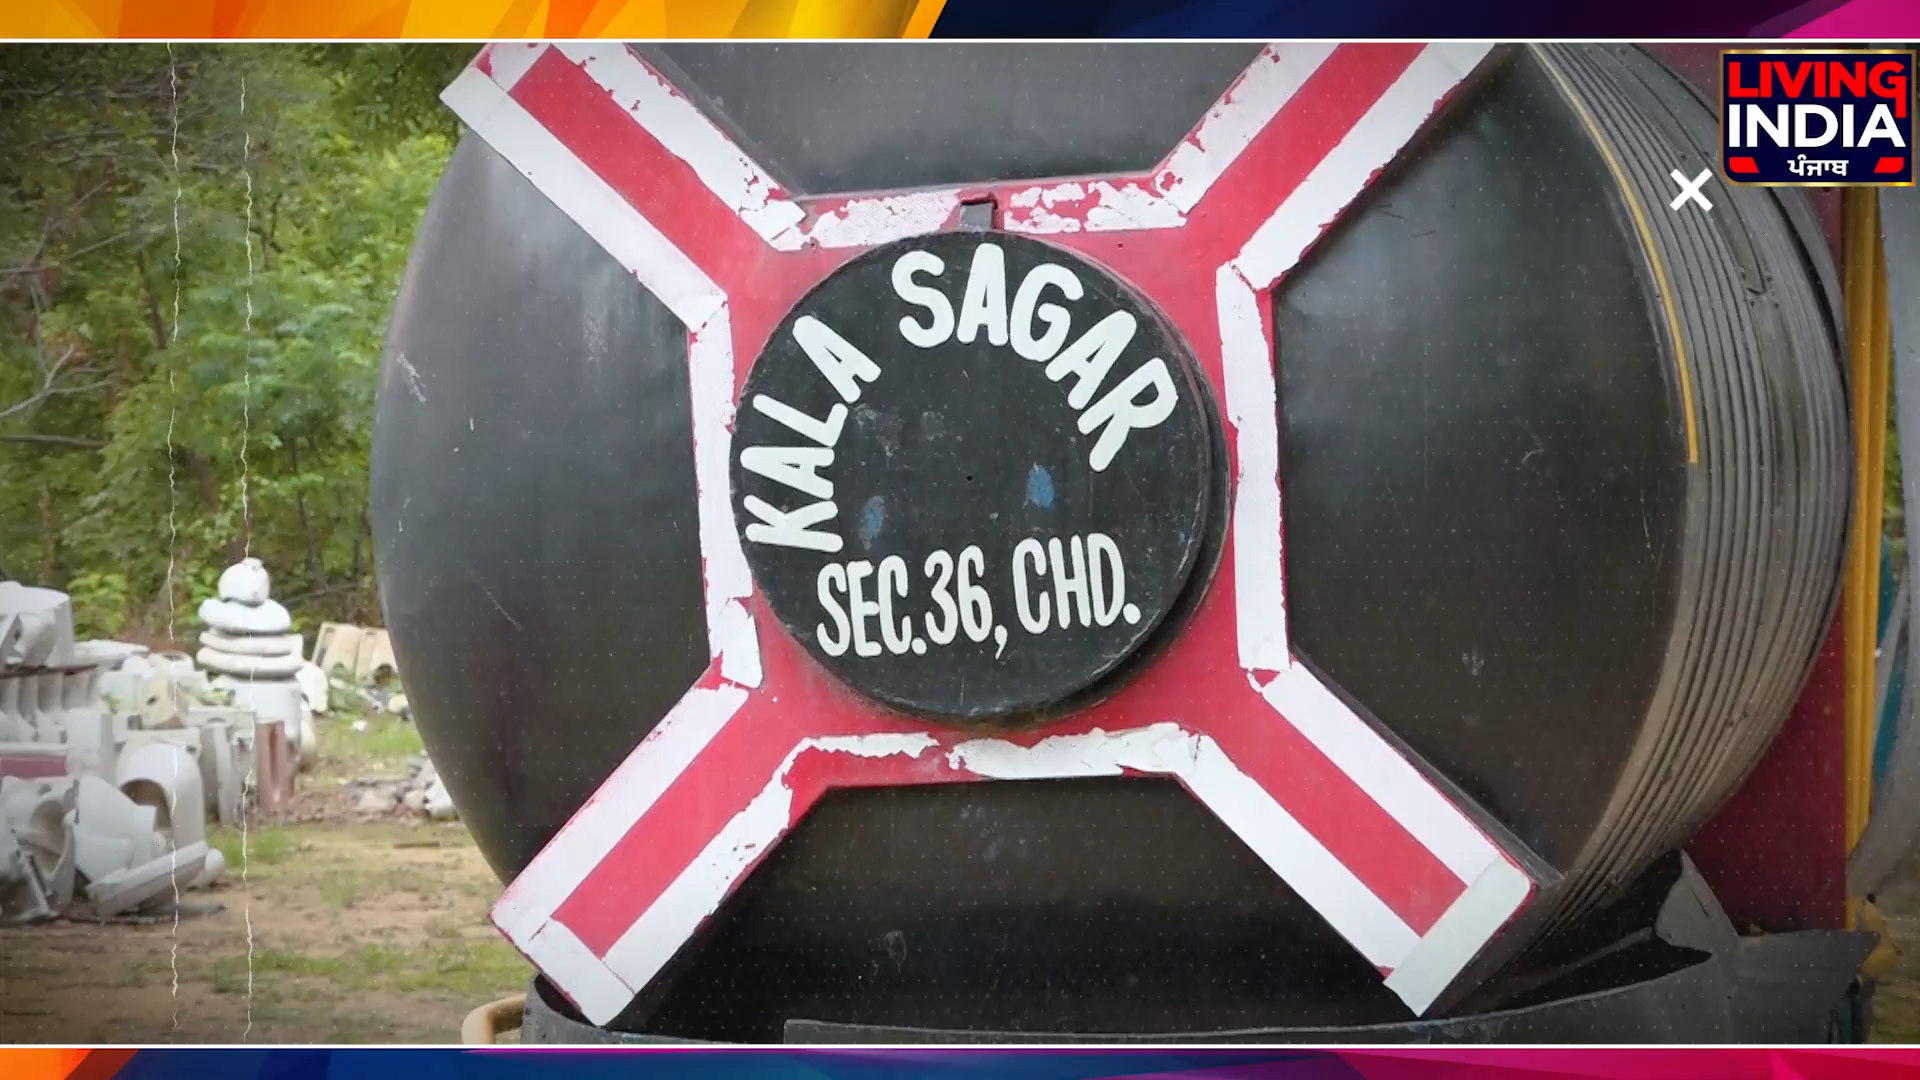 LIVING
INDIA
ਪੰਜਾਬ
KALA SAGAR
SEC.36, CHD.